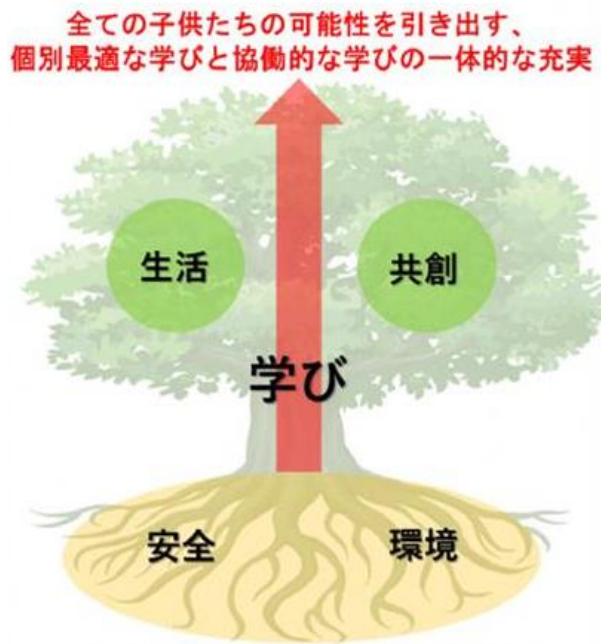 全ての子供たちの可能性を引き出す、
個別最適な学びと協働的な学びの一体的な充実
生活
共創
学び
安全
環境